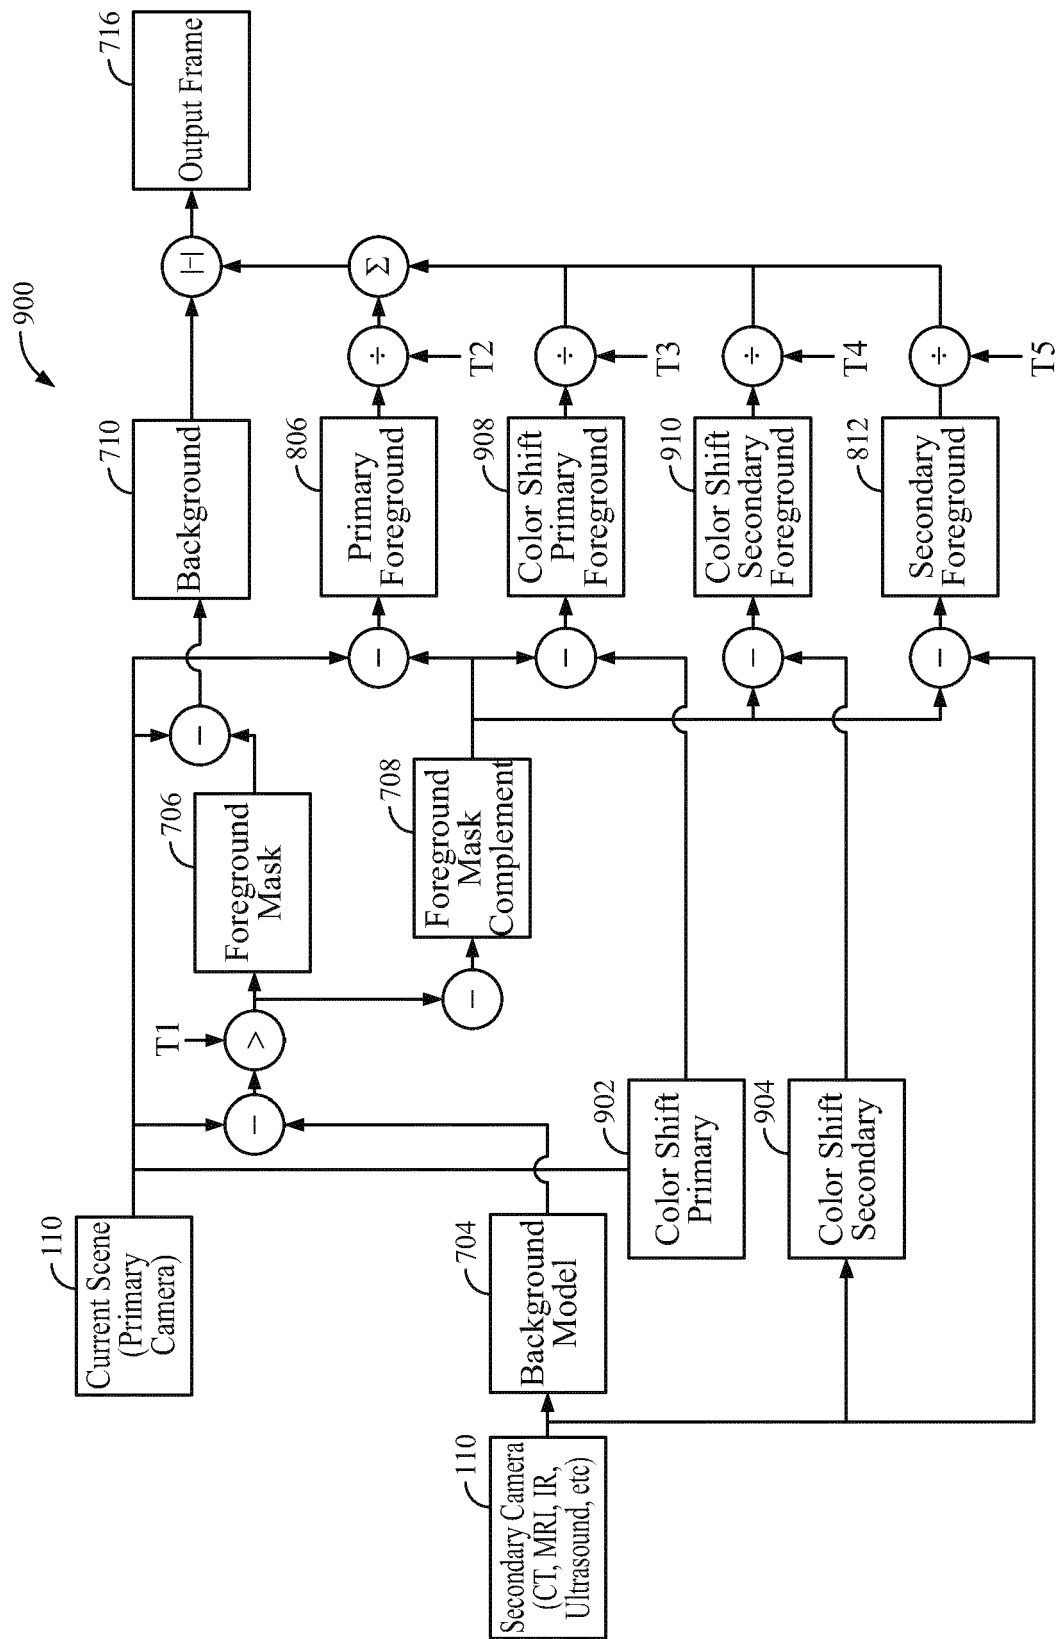 900
110
Current Scene
(Primary
Camera)
T1
>
−
706
Foreground
Mask
−
710
Background
|−|
716
Output Frame
110
Secondary Camera
(CT, MRI, IR,
Ultrasound, etc)
704
Background
Model
−
708
Foreground
Mask
Complement
−
806
Primary
Foreground
÷
T2
Σ
902
Color Shift
Primary
−
908
Color Shift
Primary
Foreground
÷
T3
904
Color Shift
Secondary
−
910
Color Shift
Secondary
Foreground
÷
T4
−
812
Secondary
Foreground
÷
T5